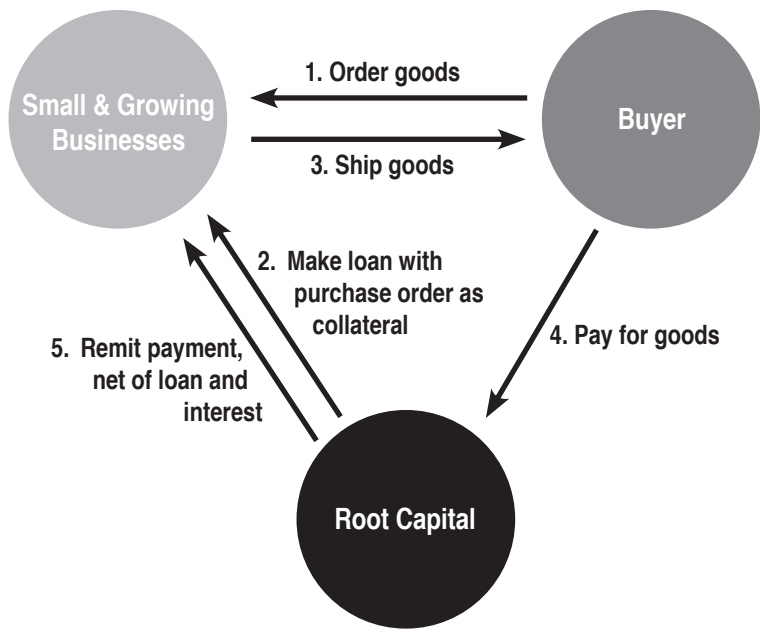 Small & Growing
Businesses
1. Order goods
3. Ship goods
Buyer
2. Make loan with
purchase order as
collateral
4. Pay for goods
5. Remit payment,
net of loan and
interest
Root Capital